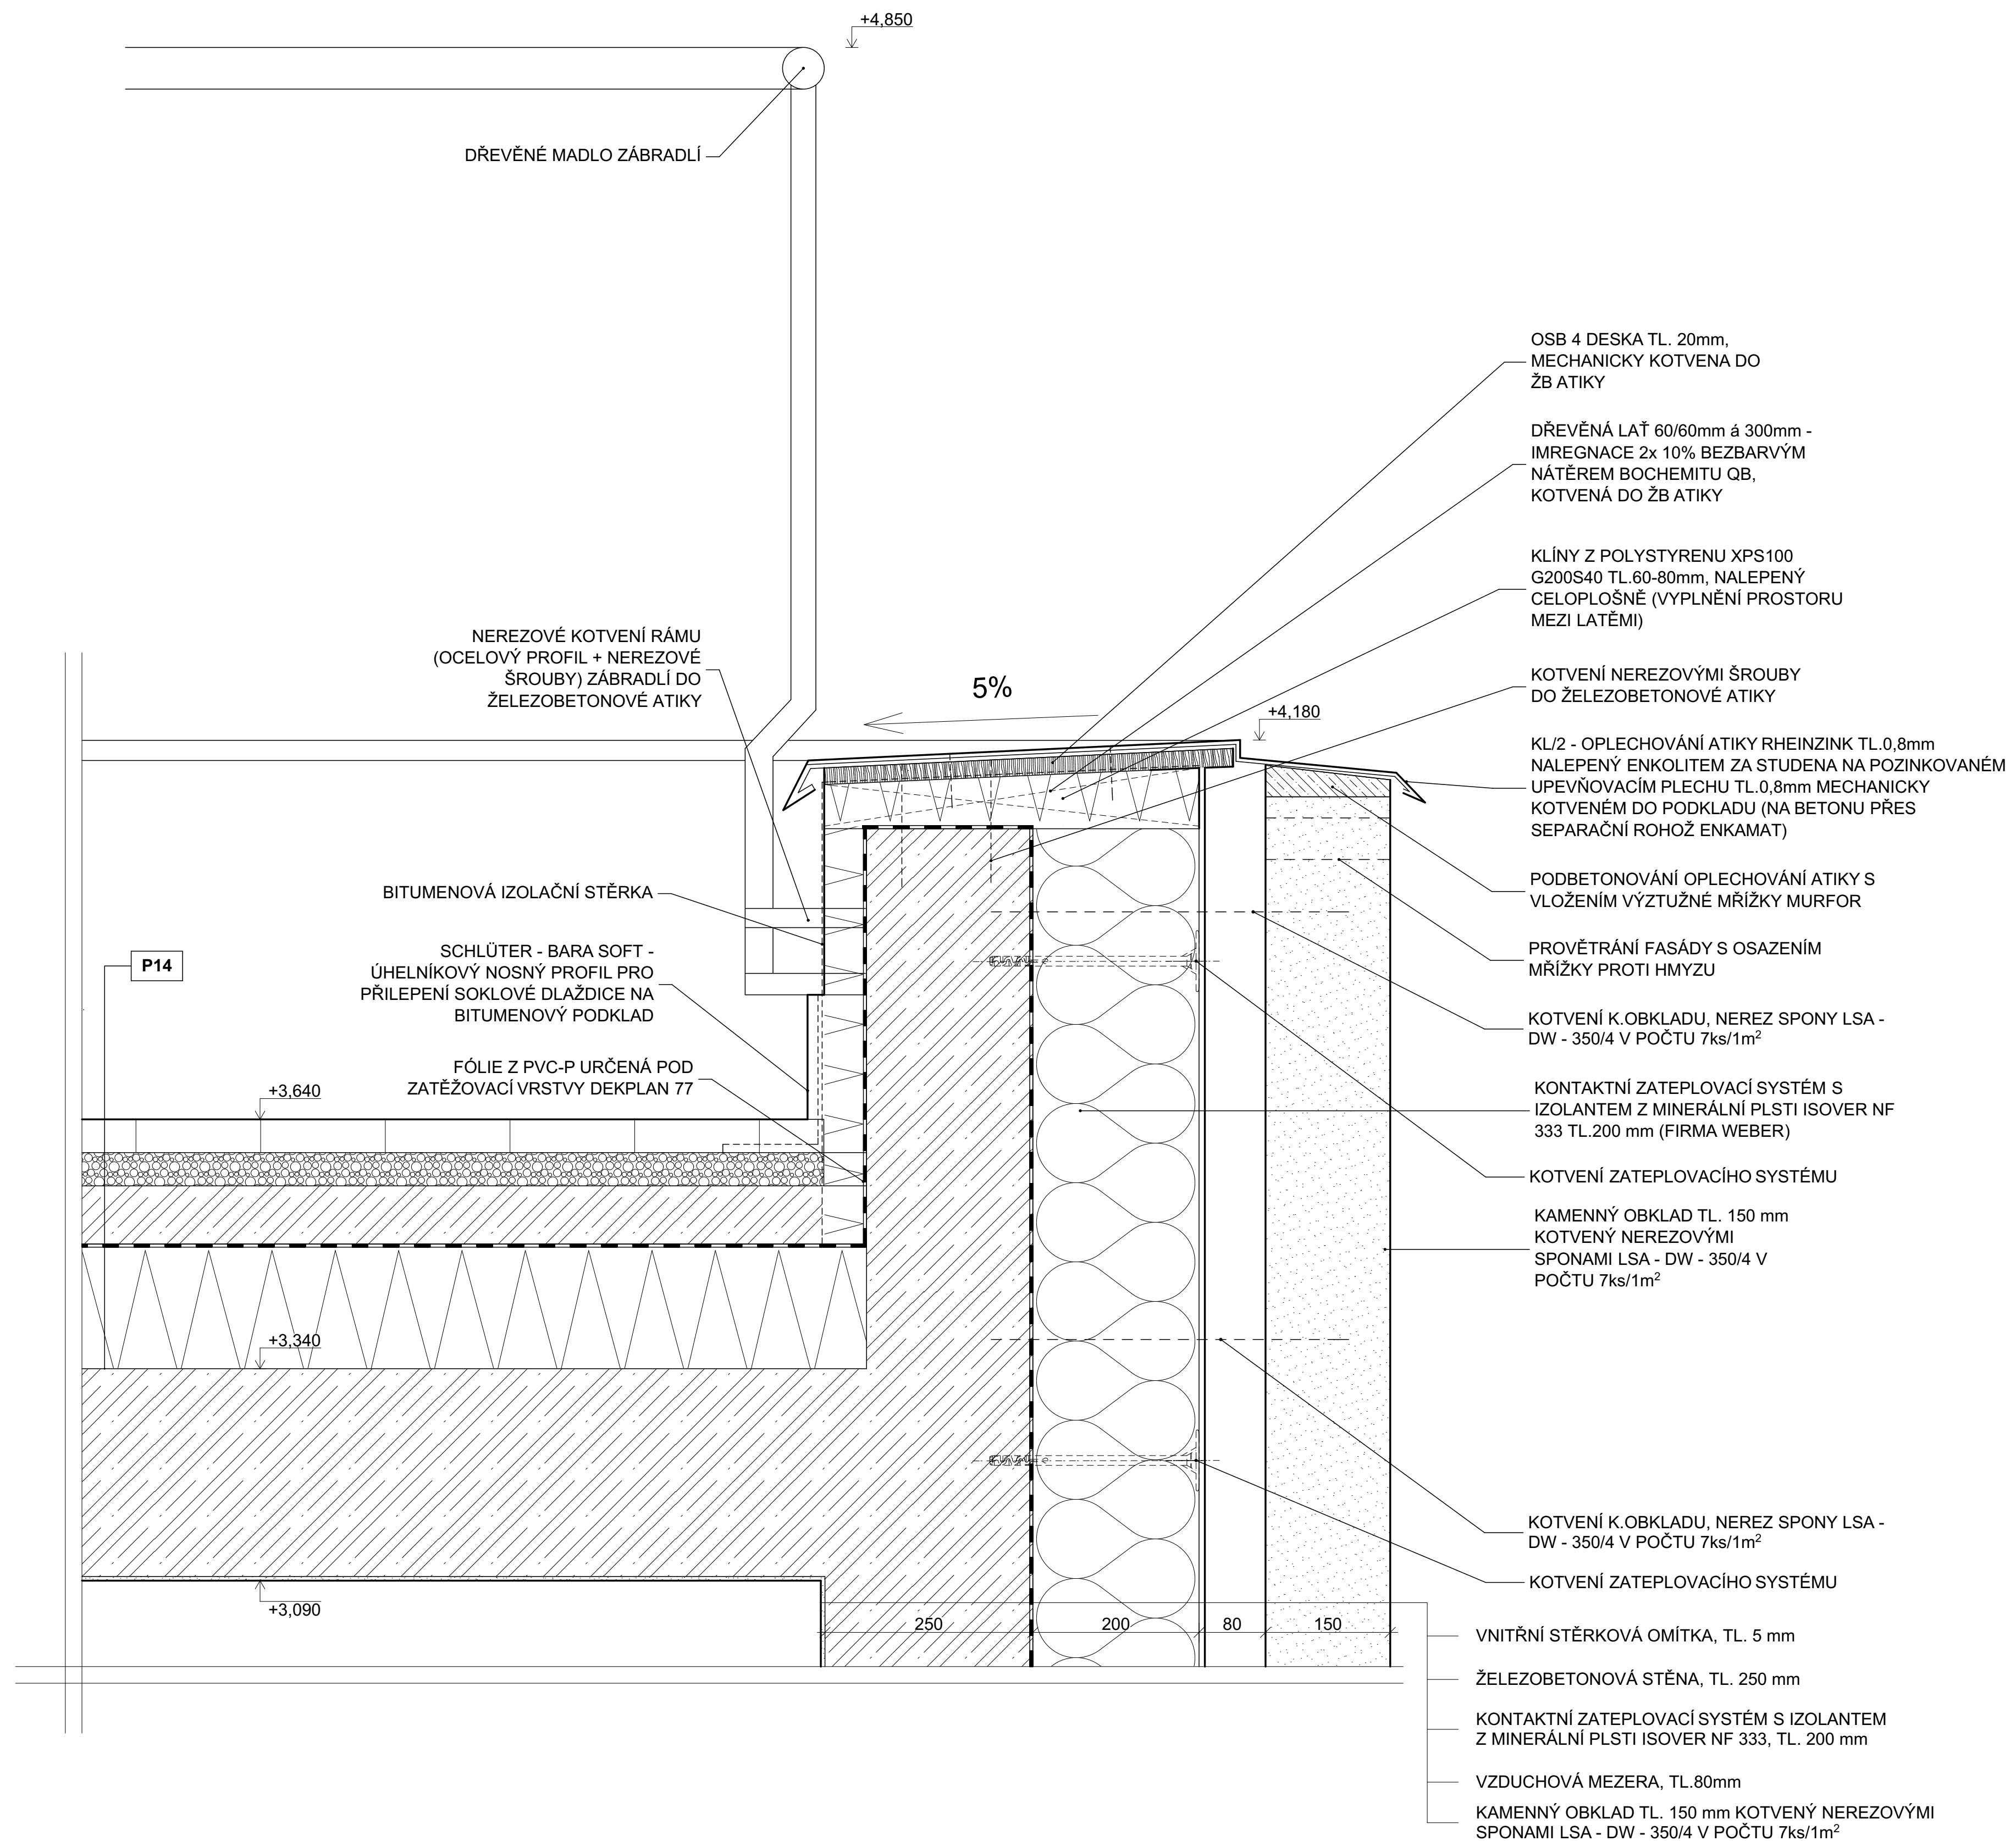 +4,850
DŘEVĚNÉ MADLO ZÁBRADLÍ
OSB 4 DESKA TL. 20mm,
MECHANICKY KOTVENA DO
ŽB ATIKY
DŘEVĚNÁ LAŤ 60/60mm á 300mm -
IMREGNACE 2x 10% BEZBARVÝM
NÁTĚREM BOCHEMITU QB,
KOTVENÁ DO ŽB ATIKY
KLÍNY Z POLYSTYRENU XPS100
G200S40 TL.60-80mm, NALEPENÝ
CELOPLOŠNĚ (VYPLNĚNÍ PROSTORU
MEZI LATĚMI)
NEREZOVÉ KOTVENÍ RÁMU
(OCELOVÝ PROFIL + NEREZOVÉ
ŠROUBY) ZÁBRADLÍ DO
ŽELEZOBETONOVÉ ATIKY
5%
KOTVENÍ NEREZOVÝMI ŠROUBY
DO ŽELEZOBETONOVÉ ATIKY
+4,180
KL/2 - OPLECHOVÁNÍ ATIKY RHEINZINK TL.0,8mm
NALEPENÝ ENKOLITEM ZA STUDENA NA POZINKOVANÉM
UPEVŇOVACÍM PLECHU TL.0,8mm MECHANICKY
KOTVENÉM DO PODKLADU (NA BETONU PŘES
SEPARAČNÍ ROHOŽ ENKAMAT)
BITUMENOVÁ IZOLAČNÍ STĚRKA
PODBETONOVÁNÍ OPLECHOVÁNÍ ATIKY S
VLOŽENÍM VÝZTUŽNÉ MŘÍŽKY MURFOR
P14
SCHLÜTER - BARA SOFT -
ÚHELNÍKOVÝ NOSNÝ PROFIL PRO
PŘILEPENÍ SOKLOVÉ DLAŽDICE NA
BITUMENOVÝ PODKLAD
PROVĚTRÁNÍ FASÁDY S OSAZENÍM
MŘÍŽKY PROTI HMYZU
KOTVENÍ K.OBKLADU, NEREZ SPONY LSA -
DW - 350/4 V POČTU 7ks/1m²
FÓLIE Z PVC-P URČENÁ POD
ZATĚŽOVACÍ VRSTVY DEKPLAN 77
+3,640
KONTAKTNÍ ZATEPLOVACÍ SYSTÉM S
IZOLANTEM Z MINERÁLNÍ PLSTI ISOVER NF
333 TL.200 mm (FIRMA WEBER)
KOTVENÍ ZATEPLOVACÍHO SYSTÉMU
KAMENNÝ OBKLAD TL. 150 mm
KOTVENÝ NEREZOVÝMI
SPONAMI LSA - DW - 350/4 V
POČTU 7ks/1m²
+3,340
KOTVENÍ K.OBKLADU, NEREZ SPONY LSA -
DW - 350/4 V POČTU 7ks/1m²
KOTVENÍ ZATEPLOVACÍHO SYSTÉMU
+3,090
250 200 80 150
VNITŘNÍ STĚRKOVÁ OMÍTKA, TL. 5 mm
ŽELEZOBETONOVÁ STĚNA, TL. 250 mm
KONTAKTNÍ ZATEPLOVACÍ SYSTÉM S IZOLANTEM
Z MINERÁLNÍ PLSTI ISOVER NF 333, TL. 200 mm
VZDUCHOVÁ MEZERA, TL.80mm
KAMENNÝ OBKLAD TL. 150 mm KOTVENÝ NEREZOVÝMI
SPONAMI LSA - DW - 350/4 V POČTU 7ks/1m²